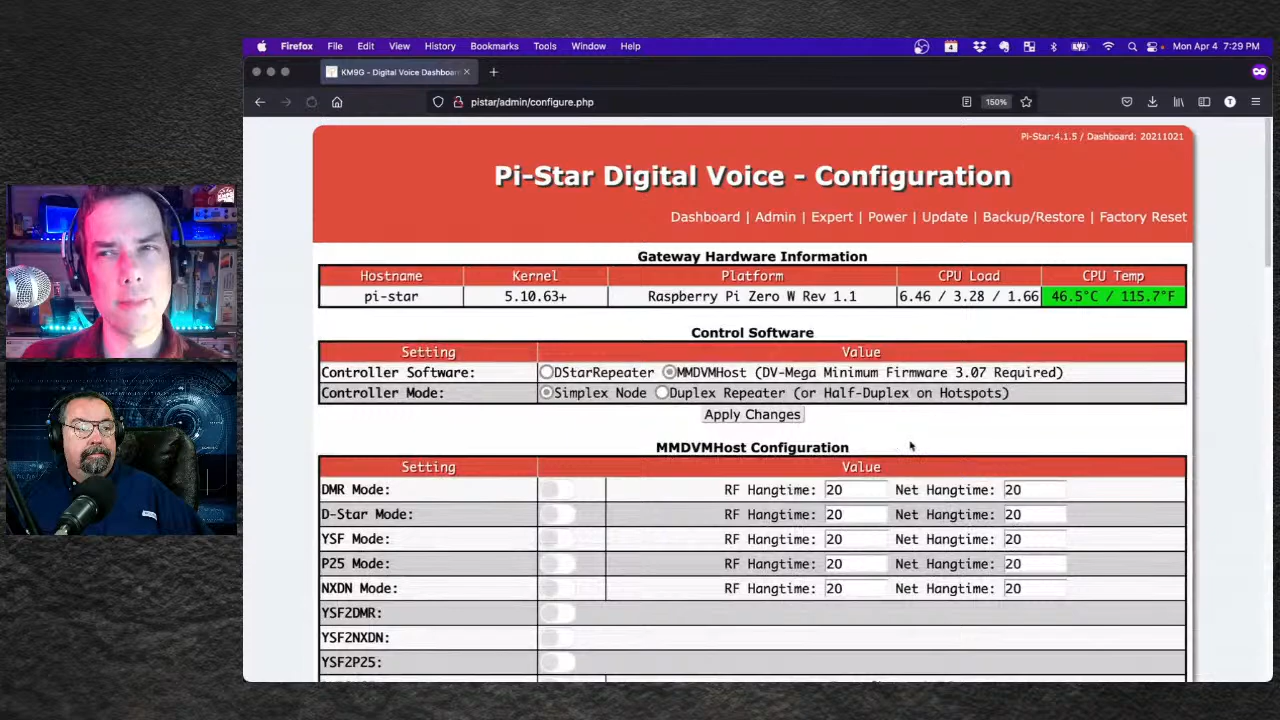 Firefox File Edit View History Bookmarks Tools Window Help
4
Mon Apr 4 7:29 PM
KM9G - Digital Voice Dashboar
pistar/admin/configure.php
150%
T
Pi-Star:4.1.5 / Dashboard: 20211021
Pi-Star Digital Voice - Configuration
Dashboard | Admin | Expert | Power | Update | Backup/Restore | Factory Reset
Gateway Hardware Information
Hostname Kernel Platform CPU Load CPU Temp
pi-star 5.10.63+ Raspberry Pi Zero W Rev 1.1 6.46 / 3.28 / 1.66 46.5°C / 115.7°F
Control Software
Setting Value
Controller Software: DStarRepeater MMDVMHost (DV-Mega Minimum Firmware 3.07 Required)
Controller Mode: Simplex Node Duplex Repeater (or Half-Duplex on Hotspots)
Apply Changes
MMDVMHost Configuration
Setting Value
DMR Mode: RF Hangtime: 20 Net Hangtime: 20
D-Star Mode: RF Hangtime: 20 Net Hangtime: 20
YSF Mode: RF Hangtime: 20 Net Hangtime: 20
P25 Mode: RF Hangtime: 20 Net Hangtime: 20
NXDN Mode: RF Hangtime: 20 Net Hangtime: 20
YSF2DMR:
YSF2NXDN:
YSF2P25: